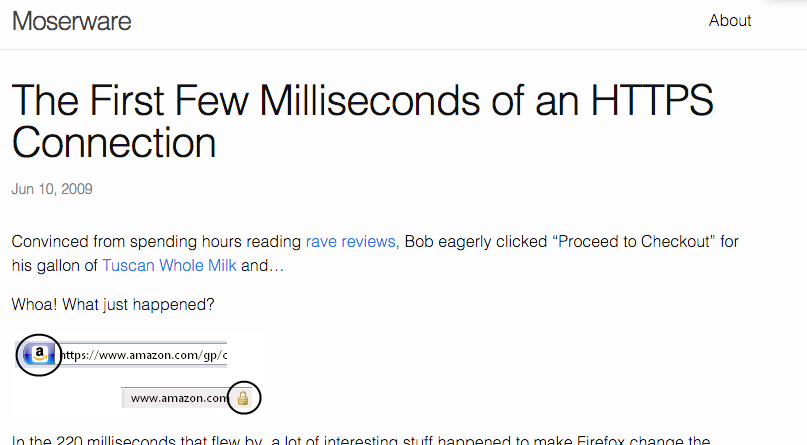 Moserware
About
The First Few Milliseconds of an HTTPS
Connection
Jun 10, 2009
Convinced from spending hours reading rave reviews, Bob eagerly clicked “Proceed to Checkout” for
his gallon of Tuscan Whole Milk and…
Whoa! What just happened?
a https://www.amazon.com/gp/c
www.amazon.com
In the 220 milliseconds that flew by, a lot of interesting stuff happened to make Firefox change the